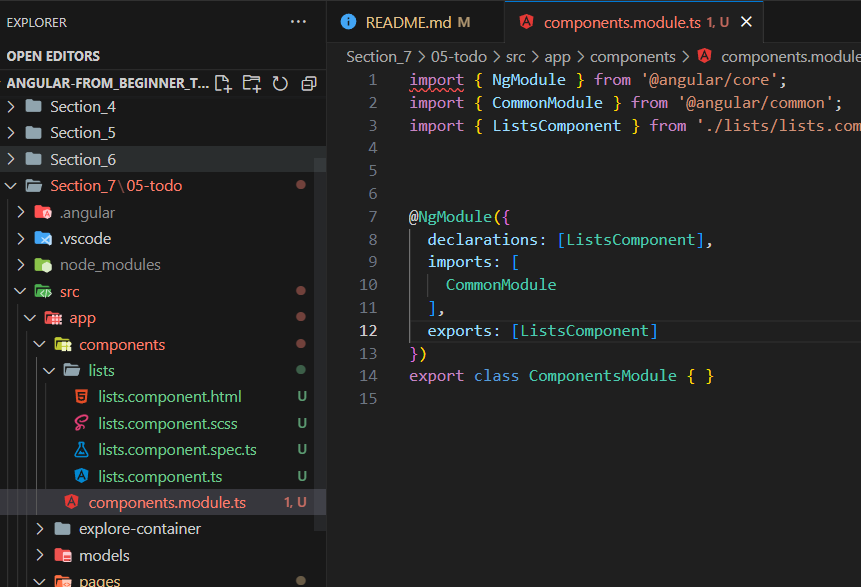 EXPLORER ...
OPEN EDITORS
ANGULAR-FROM_BEGINNER_T...
Section_4
Section_5
Section_6
Section_7\05-todo
.angular
.vscode
node_modules
src
app
components
lists
lists.component.html U
lists.component.scss U
lists.component.spec.ts U
lists.component.ts U
components.module.ts 1, U
explore-container
models
pages
README.md M
components.module.ts 1, U
Section_7 > 05-todo > src > app > components > components.module
1 import { NgModule } from '@angular/core';
2 import { CommonModule } from '@angular/common';
3 import { ListsComponent } from './lists/lists.com
4
5
6
7 @NgModule({
8 declarations: [ListsComponent],
9 imports: [
10 CommonModule
11 ],
12 exports: [ListsComponent]
13 })
14 export class ComponentsModule { }
15